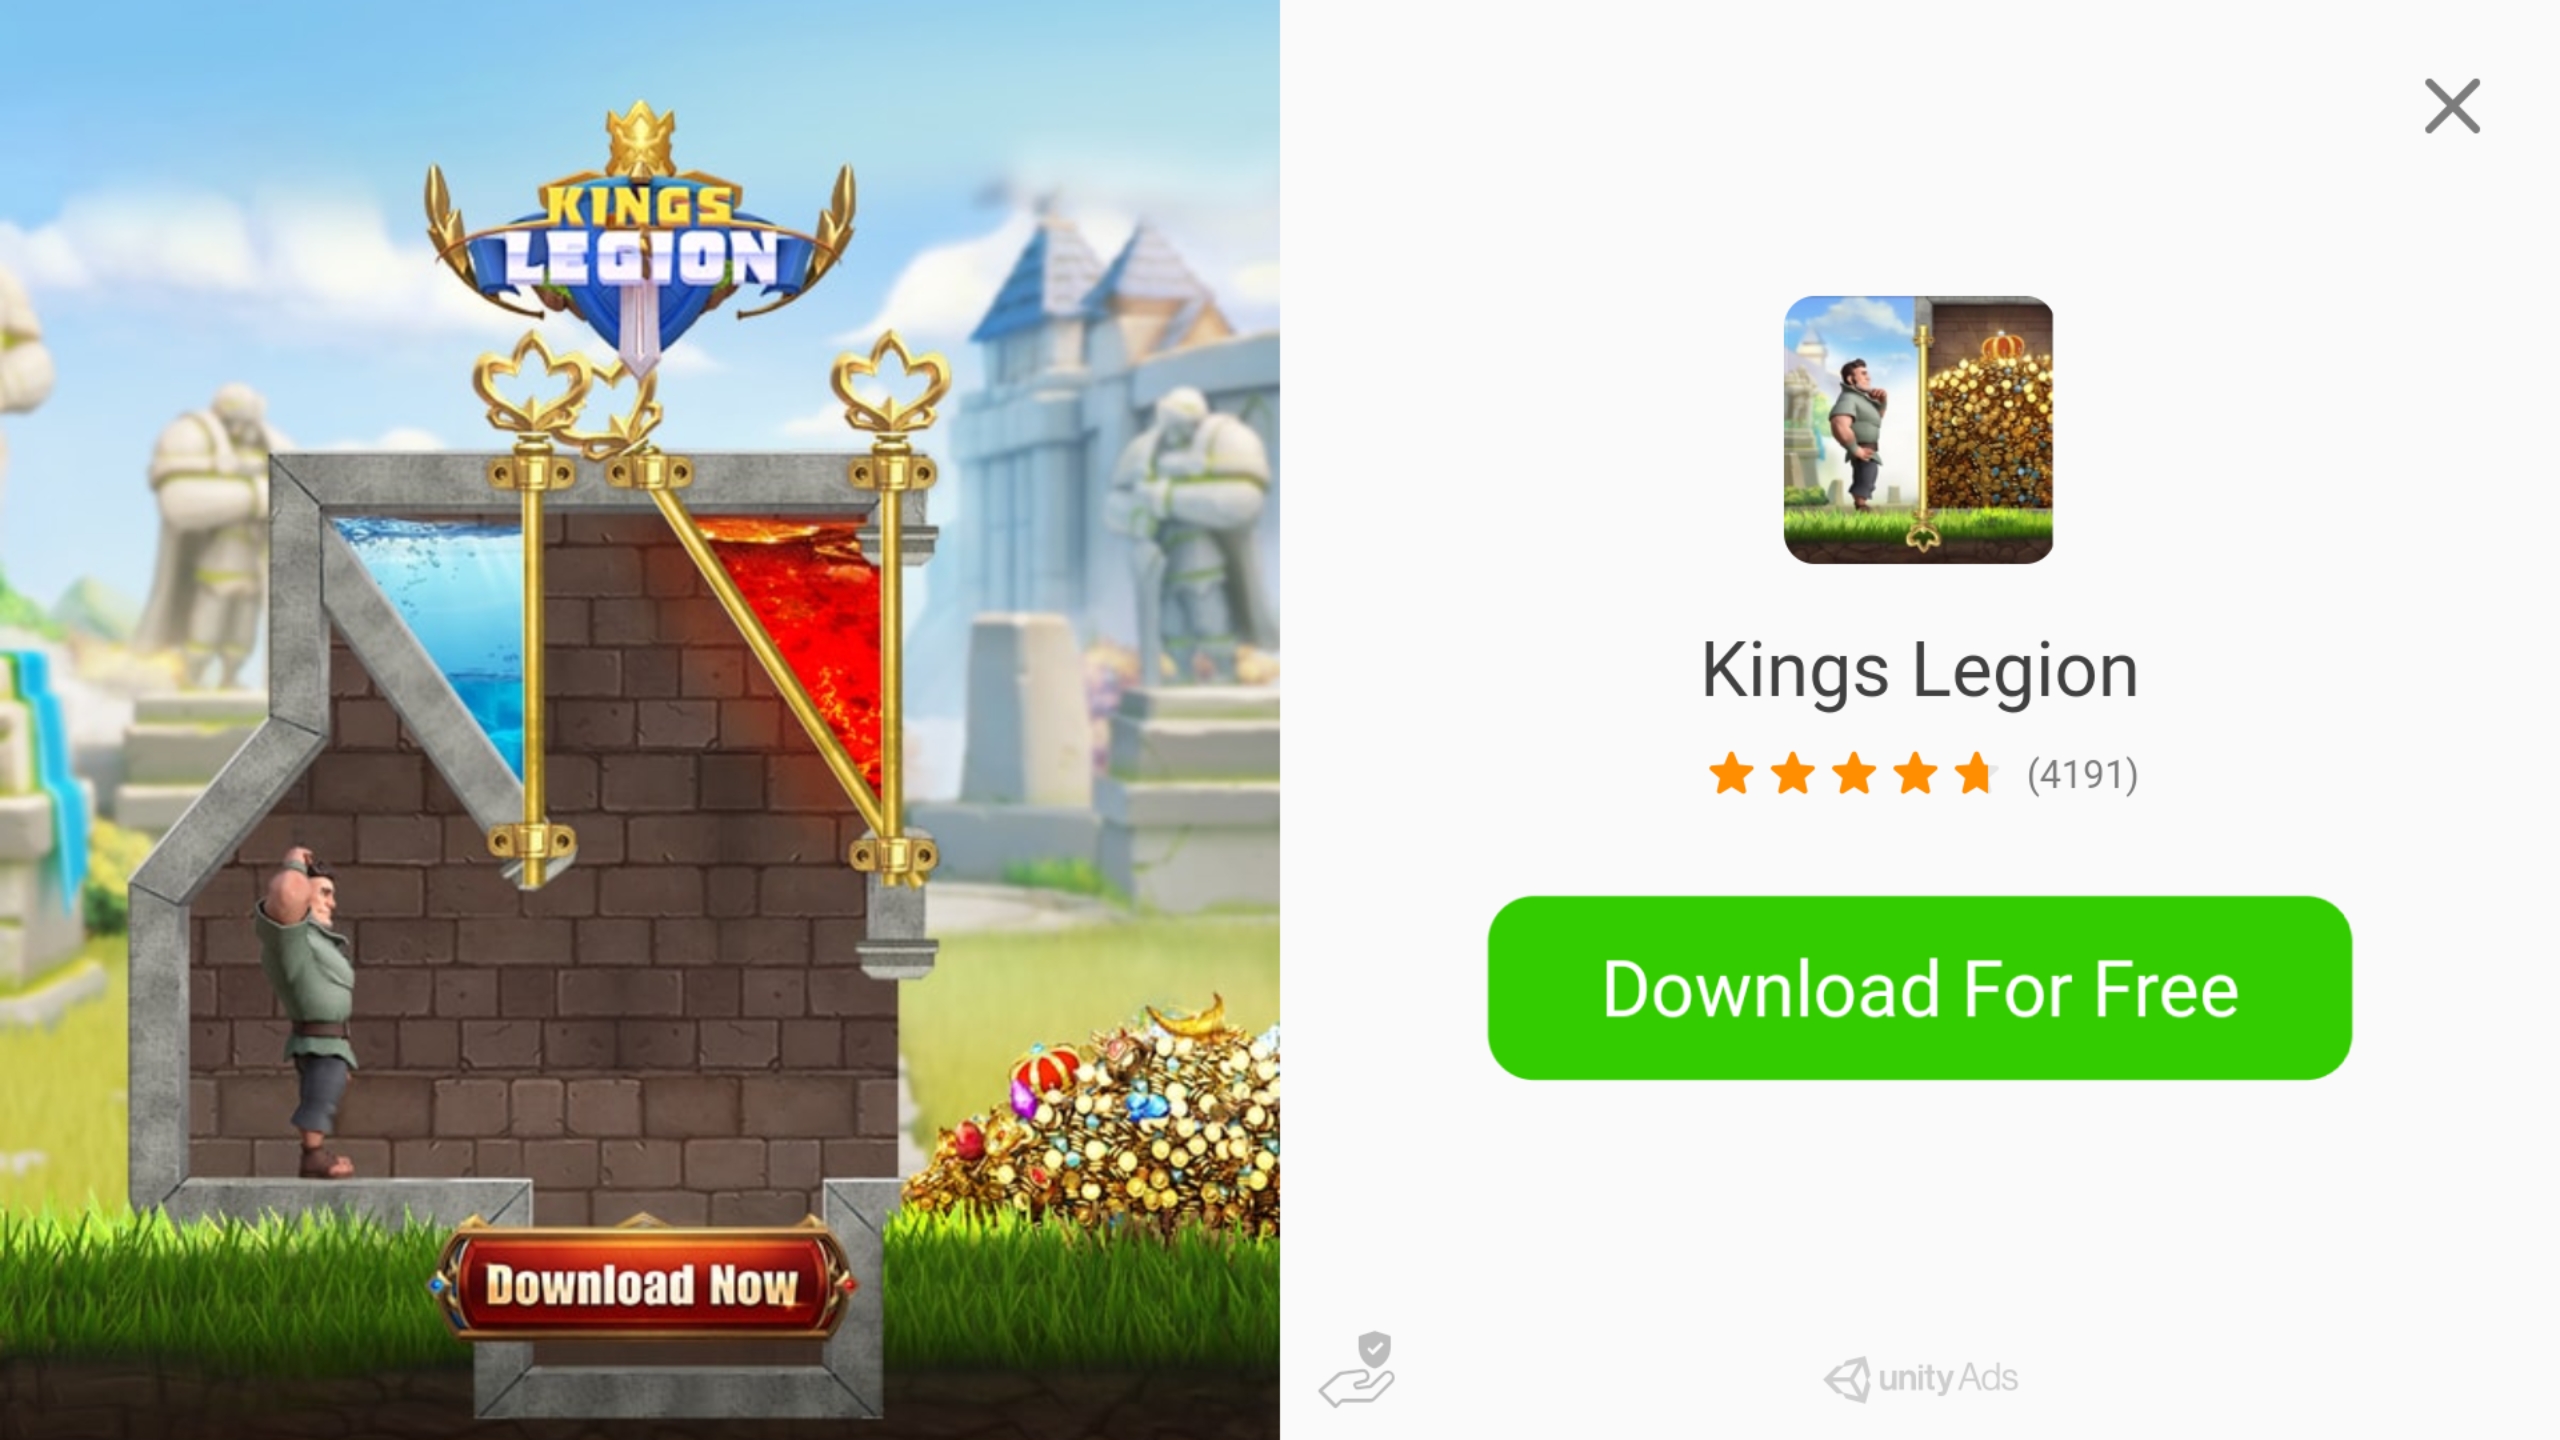 KINGS
LEGION
Download Now
Kings Legion
(4191)
Download For Free
unity Ads